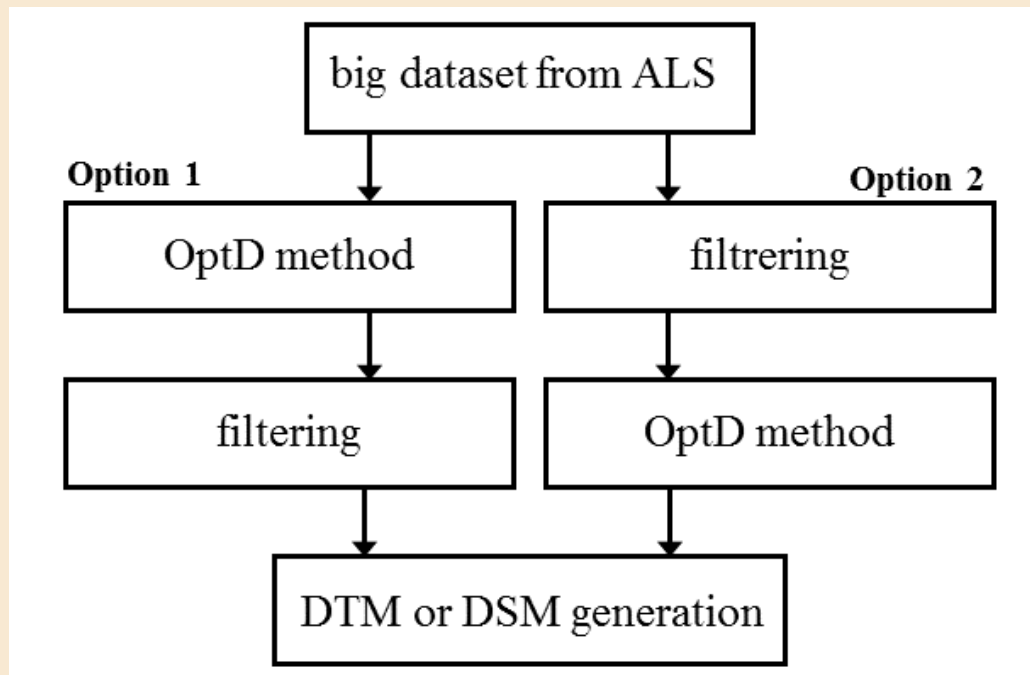 big dataset from ALS
Option 1
Option 2
OptD method
filtrering
filtering
OptD method
DTM or DSM generation